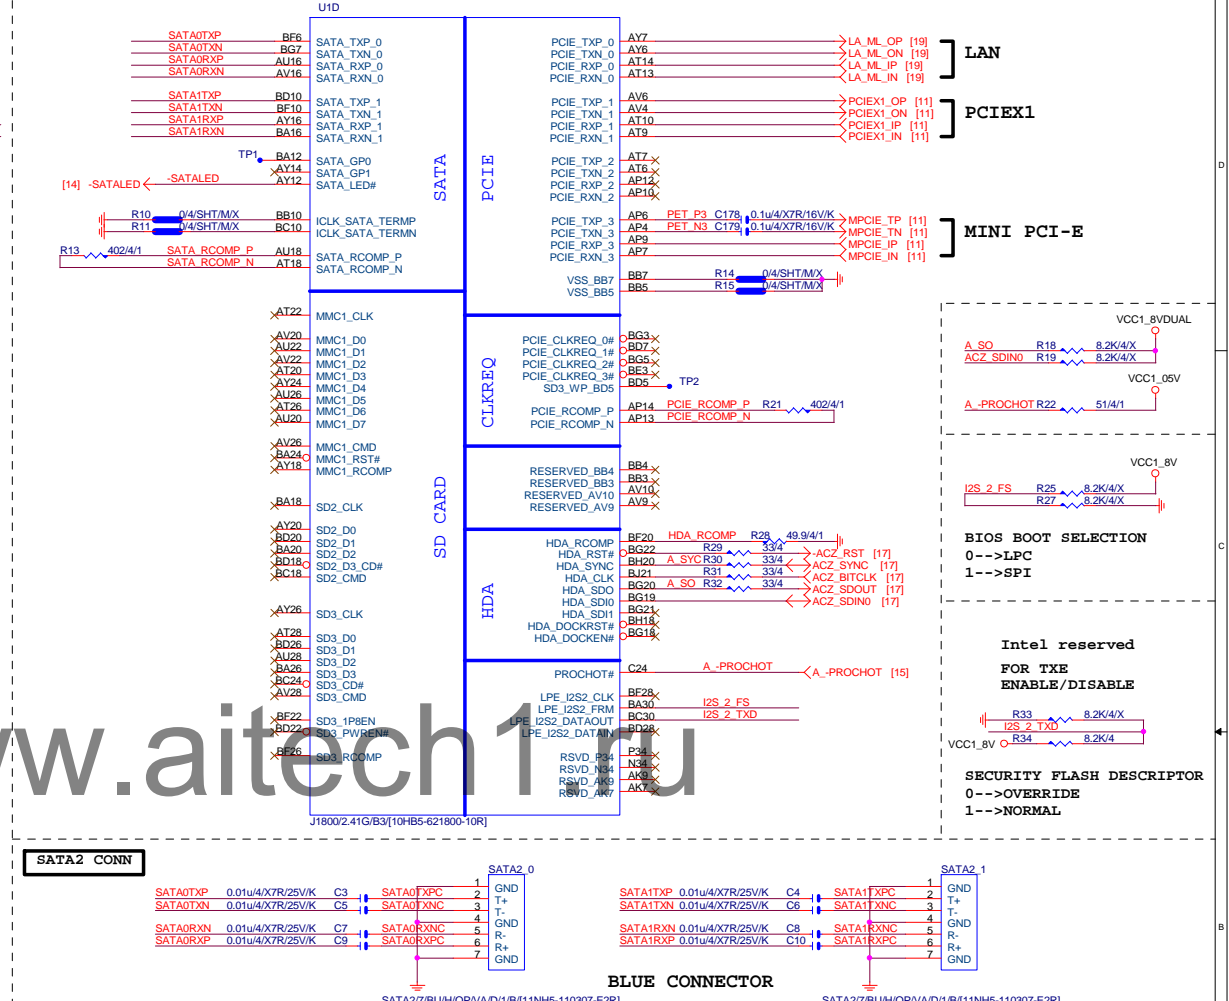 U1D
SATA0TXP BF6 SATA_TXP_0
SATA0TXN BG7 SATA_TXN_0
SATA0RXP AU16 SATA_RXP_0
SATA0RXN AV16 SATA_RXN_0
SATA1TXP BD10 SATA_TXP_1
SATA1TXN BF10 SATA_TXN_1
SATA1RXP AY16 SATA_RXP_1
SATA1RXN BA16 SATA_RXN_1
TP1 BA12 SATA_GP0
AY14 SATA_GP1
[14] -SATALED -SATALED AY12 SATA_LED#
R10 0/4/SHT/M/X BB10 ICLK_SATA_TERMP
R11 0/4/SHT/M/X BC10 ICLK_SATA_TERMN
R13 402/4/1 SATA_RCOMP_P AU18 SATA_RCOMP_P
SATA_RCOMP_N AT18 SATA_RCOMP_N
SATA
AT22 MMC1_CLK
AV20 MMC1_D0
AU22 MMC1_D1
AV22 MMC1_D2
AT20 MMC1_D3
AY24 MMC1_D4
AU26 MMC1_D5
AT26 MMC1_D6
AU20 MMC1_D7
AV26 MMC1_CMD
BA24 MMC1_RST#
AY18 MMC1_RCOMP
BA18 SD2_CLK
AY20 SD2_D0
BD20 SD2_D1
BA20 SD2_D2
BD18 SD2_D3_CD#
BC18 SD2_CMD
AY26 SD3_CLK
AT28 SD3_D0
BD26 SD3_D1
AU28 SD3_D2
BA26 SD3_D3
BC24 SD3_CD#
AV28 SD3_CMD
BF22 SD3_1P8EN
BD22 SD3_PWREN#
BF26 SD3_RCOMP
SD CARD
PCIE
PCIE_TXP_0 AY7 LA_ML_OP [19]
PCIE_TXN_0 AY6 LA_ML_ON [19]
PCIE_RXP_0 AT14 LA_ML_IP [19]
PCIE_RXN_0 AT13 LA_ML_IN [19]
LAN
PCIE_TXP_1 AV6 PCIEX1_OP [11]
PCIE_TXN_1 AV4 PCIEX1_ON [11]
PCIE_RXP_1 AT10 PCIEX1_IP [11]
PCIE_RXN_1 AT9 PCIEX1_IN [11]
PCIEX1
PCIE_TXP_2 AT7
PCIE_TXN_2 AT6
PCIE_RXP_2 AP12
PCIE_RXN_2 AP10
PCIE_TXP_3 AP6 PET_P3 C178 0.1u/4/X7R/16V/K MPCIE_TP [11]
PCIE_TXN_3 AP4 PET_N3 C179 0.1u/4/X7R/16V/K MPCIE_TN [11]
PCIE_RXP_3 AP9 MPCIE_IP [11]
PCIE_RXN_3 AP7 MPCIE_IN [11]
MINI PCI-E
VSS_BB7 BB7 R14 0/4/SHT/M/X
VSS_BB5 BB5 R15 0/4/SHT/M/X
CLKREQ
PCIE_CLKREQ_0# BG3
PCIE_CLKREQ_1# BD7
PCIE_CLKREQ_2# BG5
PCIE_CLKREQ_3# BE3
SD3_WP_BD5 BD5 TP2
PCIE_RCOMP_P AP14 PCIE_RCOMP_P R21 402/4/1
PCIE_RCOMP_N AP13 PCIE_RCOMP_N
RESERVED_BB4 BB4
RESERVED_BB3 BB3
RESERVED_AV10 AV10
RESERVED_AV9 AV9
HDA
HDA_RCOMP BF20 HDA_RCOMP R28 49.9/4/1
HDA_RST# BG22 R29 33/4 -ACZ_RST [17]
HDA_SYNC BH20 A_SYC R30 33/4 ACZ_SYNC [17]
HDA_CLK BJ21 R31 33/4 ACZ_BITCLK [17]
HDA_SDO BG20 A_SO R32 33/4 ACZ_SDOUT [17]
HDA_SDI0 BG19 ACZ_SDIN0 [17]
HDA_SDI1 BG21
HDA_DOCKRST# BH18
HDA_DOCKEN# BG18
PROCHOT# C24 A_-PROCHOT A_-PROCHOT [15]
LPE_I2S2_CLK BF28
LPE_I2S2_FRM BA30 I2S_2_FS
LPE_I2S2_DATAOUT BC30 I2S_2_TXD
LPE_I2S2_DATAIN BD28
RSVD_P34 P34
RSVD_N34 N34
RSVD_AK9 AK9
RSVD_AK7 AK7
J1800/2.41G/B3/[10HB5-621800-10R]
VCC1_8VDUAL
A_SO R18 8.2K/4/X
ACZ_SDIN0 R19 8.2K/4/X
VCC1_05V
A_-PROCHOT R22 51/4/1
VCC1_8V
I2S_2_FS R25 8.2K/4/X
R27 8.2K/4/X
BIOS BOOT SELECTION
0-->LPC
1-->SPI
Intel reserved
FOR TXE
ENABLE/DISABLE
R33 8.2K/4/X
I2S_2_TXD
VCC1_8V R34 8.2K/4
SECURITY FLASH DESCRIPTOR
0-->OVERRIDE
1-->NORMAL
D
C
B
w.aitech1.ru
SATA2 CONN
SATA2_0
SATA0TXP 0.01u/4/X7R/25V/K C3 SATA0TXPC
SATA0TXN 0.01u/4/X7R/25V/K C5 SATA0TXNC
SATA0RXN 0.01u/4/X7R/25V/K C7 SATA0RXNC
SATA0RXP 0.01u/4/X7R/25V/K C9 SATA0RXPC
1 GND
2 T+
3 T-
4 GND
5 R-
6 R+
7 GND
SATA2/7/BU/H/OP/VA/D/1/B/[11NH5-110307-F2R]
SATA2_1
SATA1TXP 0.01u/4/X7R/25V/K C4 SATA1TXPC
SATA1TXN 0.01u/4/X7R/25V/K C6 SATA1TXNC
SATA1RXN 0.01u/4/X7R/25V/K C8 SATA1RXNC
SATA1RXP 0.01u/4/X7R/25V/K C10 SATA1RXPC
1 GND
2 T+
3 T-
4 GND
5 R-
6 R+
7 GND
BLUE CONNECTOR